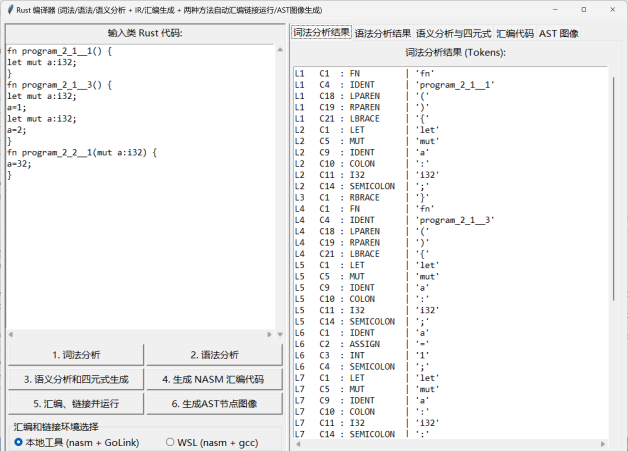 Rust 编译器 (词法/语法/语义分析 + IR/汇编生成 + 两种方法自动汇编链接运行/AST图像生成)
输入类 Rust 代码:
fn program_2_1__1() {
let mut a:i32;
}
fn program_2_1__3() {
let mut a:i32;
a=1;
let mut a:i32;
a=2;
}
fn program_2_2__1(mut a:i32) {
a=32;
}
1. 词法分析
2. 语法分析
3. 语义分析和四元式生成
4. 生成 NASM 汇编代码
5. 汇编、链接并运行
6. 生成AST节点图像
汇编和链接环境选择
本地工具 (nasm + GoLink)
WSL (nasm + gcc)
词法分析结果 语法分析结果 语义分析与四元式 汇编代码 AST 图像
词法分析结果 (Tokens):
L1 C1 : FN | 'fn'
L1 C4 : IDENT | 'program_2_1__1'
L1 C18 : LPAREN | '('
L1 C19 : RPAREN | ')'
L1 C21 : LBRACE | '{'
L2 C1 : LET | 'let'
L2 C5 : MUT | 'mut'
L2 C9 : IDENT | 'a'
L2 C10 : COLON | ':'
L2 C11 : I32 | 'i32'
L2 C14 : SEMICOLON | ';'
L3 C1 : RBRACE | '}'
L4 C1 : FN | 'fn'
L4 C4 : IDENT | 'program_2_1__3'
L4 C18 : LPAREN | '('
L4 C19 : RPAREN | ')'
L4 C21 : LBRACE | '{'
L5 C1 : LET | 'let'
L5 C5 : MUT | 'mut'
L5 C9 : IDENT | 'a'
L5 C10 : COLON | ':'
L5 C11 : I32 | 'i32'
L5 C14 : SEMICOLON | ';'
L6 C1 : IDENT | 'a'
L6 C2 : ASSIGN | '='
L6 C3 : INT | '1'
L6 C4 : SEMICOLON | ';'
L7 C1 : LET | 'let'
L7 C5 : MUT | 'mut'
L7 C9 : IDENT | 'a'
L7 C10 : COLON | ':'
L7 C11 : I32 | 'i32'
L7 C14 : SEMICOLON | ';'